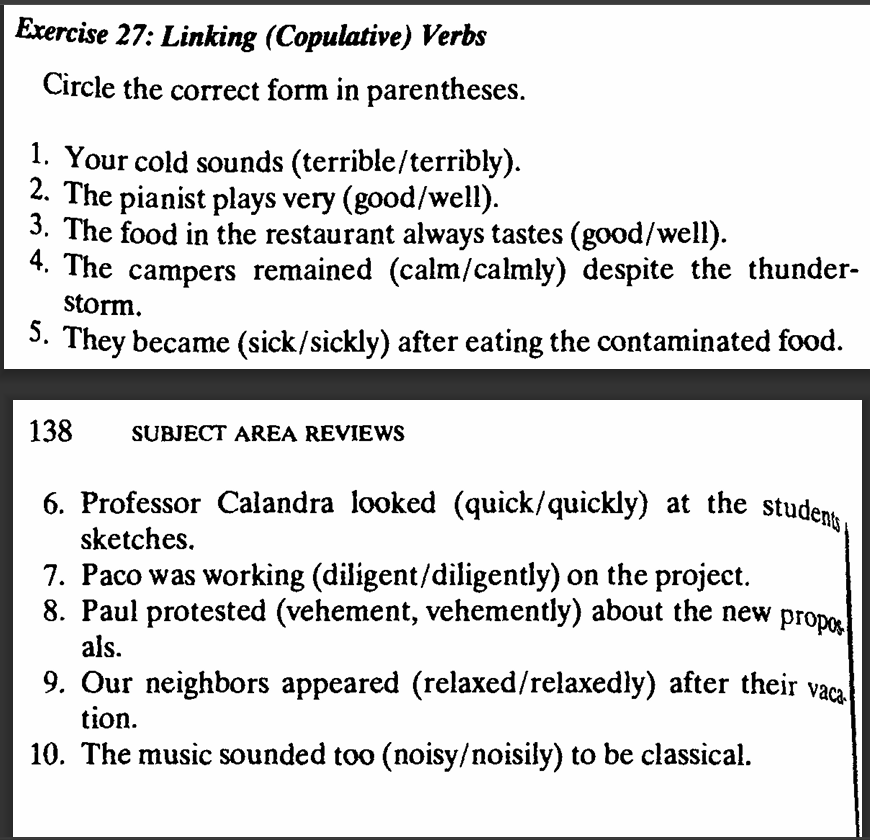 Exercise 27: Linking (Copulative) Verbs
Circle the correct form in parentheses.
1. Your cold sounds (terrible/terribly).
2. The pianist plays very (good/well).
3. The food in the restaurant always tastes (good/well).
4. The campers remained (calm/calmly) despite the thunder-
storm.
5. They became (sick/sickly) after eating the contaminated food.
138 SUBJECT AREA REVIEWS
6. Professor Calandra looked (quick/quickly) at the students
sketches.
7. Paco was working (diligent/diligently) on the project.
8. Paul protested (vehement, vehemently) about the new propos-
als.
9. Our neighbors appeared (relaxed/relaxedly) after their vaca-
tion.
10. The music sounded too (noisy/noisily) to be classical.